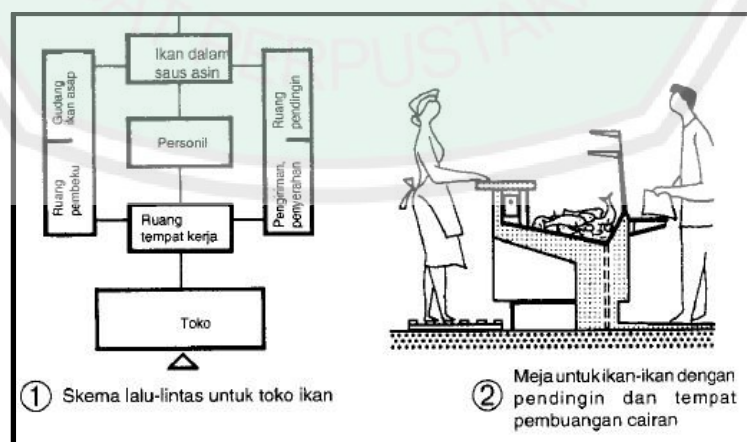 PERPUSTAK
Ikan dalam
saus asin
Gudang
ikan asap
Ruang
pendingin
Personil
Ruang
pembeku
Pengiriman,
penyerahan
Ruang
tempat kerja
Toko
1 Skema lalu-lintas untuk toko ikan
2 Meja untuk ikan-ikan dengan
pendingin dan tempat
pembuangan cairan